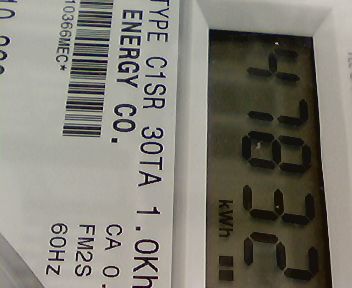 TYPE C1SR 30TA 1.0Kh
ENERGY CO.
CA 0.
FM2S
60Hz
10366MEC*
47832
kWh